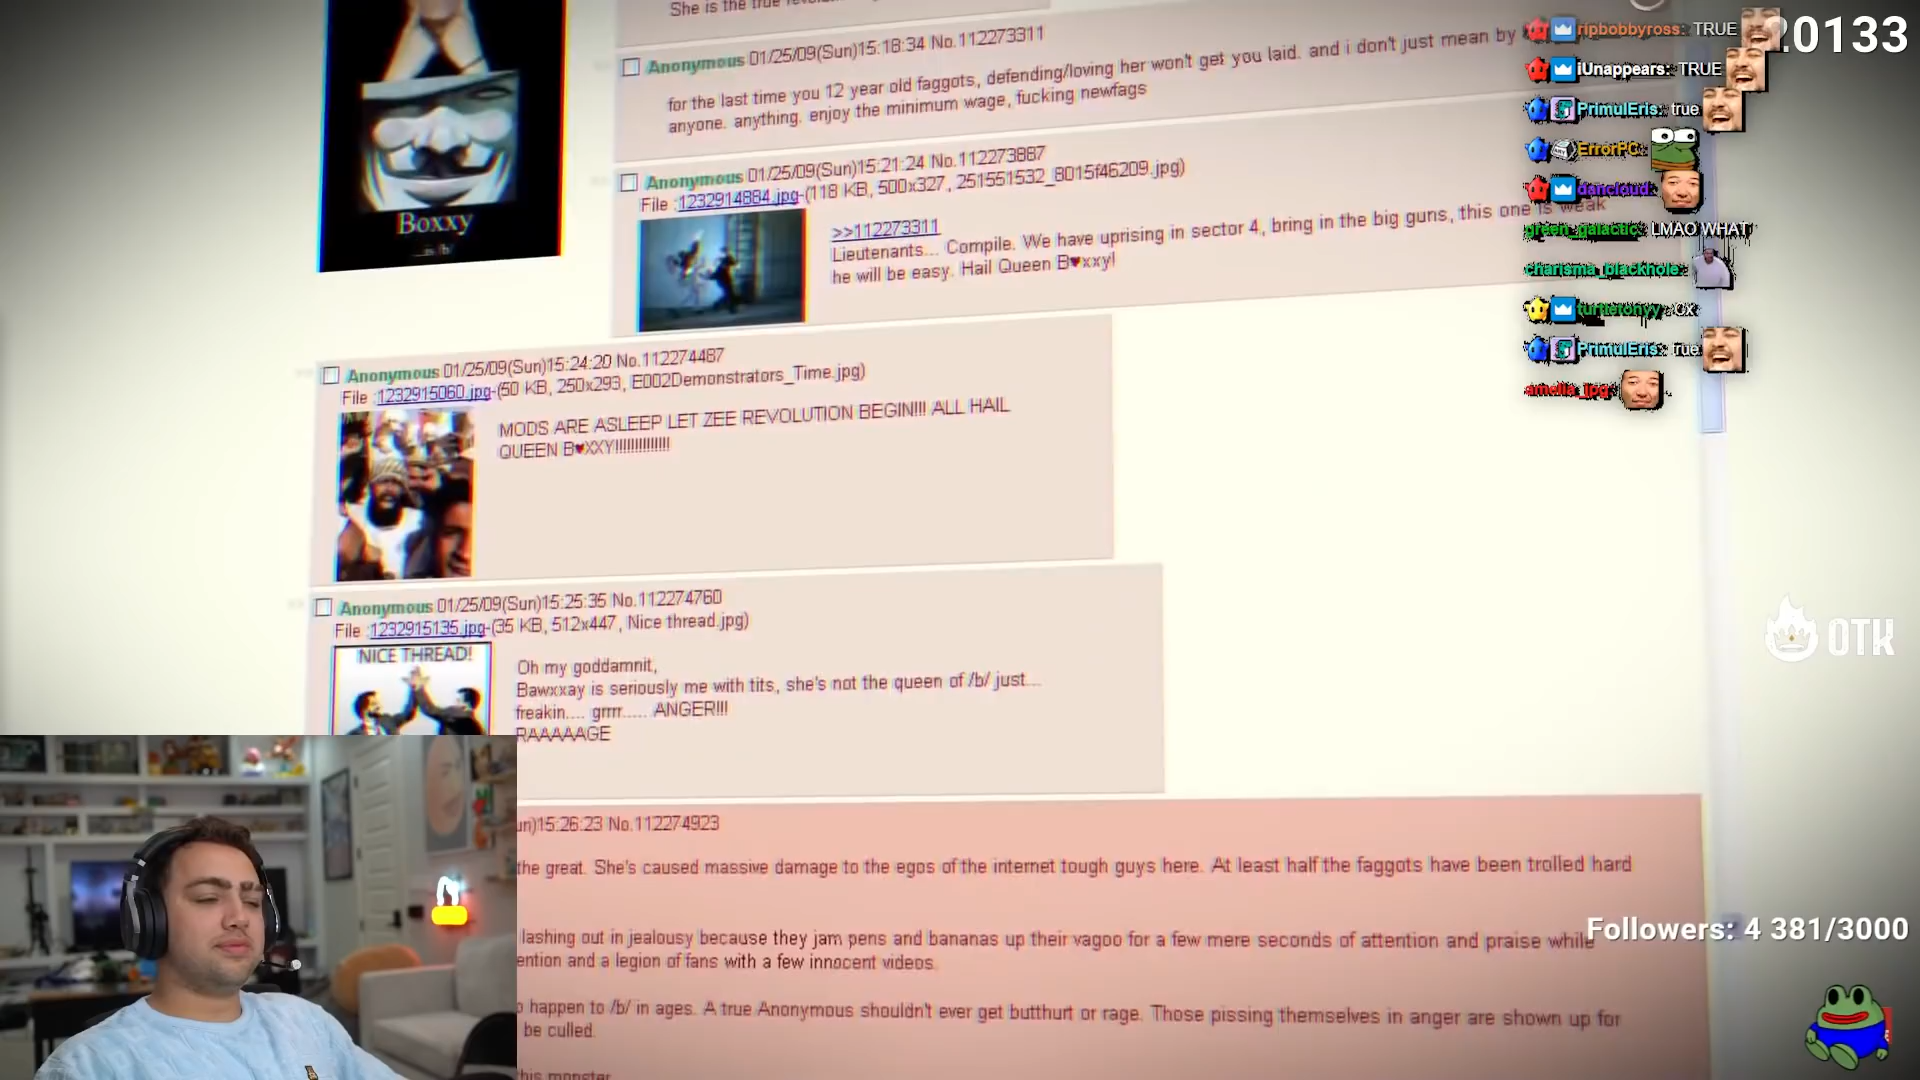 She is the true
Anonymous 01/25/09(Sun)15:18:34 No.112273311
for the last time you 12 year old faggots, defending/loving her won't get you laid. and i don't just mean by
anyone. anything. enjoy the minimum wage, fucking newfags
Boxxy
Anonymous 01/25/09(Sun)15:21:24 No.112273887
File :1232914884.jpg-(118 KB, 500x327, 251551532_8015f46209.jpg)
>>112273311
Lieutenants... Compile. We have uprising in sector 4, bring in the big guns, this one is weak
he will be easy. Hail Queen B♥xxy!
Anonymous 01/25/09(Sun)15:24:20 No.112274487
File :1232915060.jpg-(50 KB, 250x293, E002Demonstrators_Time.jpg)
MODS ARE ASLEEP LET ZEE REVOLUTION BEGIN!!! ALL HAIL
QUEEN B♥XXY!!!!!!!!!!!!!!
Anonymous 01/25/09(Sun)15:25:35 No.112274760
File :1232915135.jpg-(35 KB, 512x447, Nice thread.jpg)
NICE THREAD!
Oh my goddamnit,
Bawxxay is seriously me with tits, she's not the queen of /b/ just...
freakin.... grrrr..... ANGER!!!
RAAAAAGE
un)15:26:23 No.112274923
the great. She's caused massive damage to the egos of the internet tough guys here. At least half the faggots have been trolled hard
lashing out in jealousy because they jam pens and bananas up their vagoo for a few mere seconds of attention and praise while
ention and a legion of fans with a few innocent videos.
o happen to /b/ in ages. A true Anonymous shouldn't ever get butthurt or rage. Those pissing themselves in anger are shown up for
be culled.
this monster
20133
ripbobbyross: TRUE
iUnappears: TRUE
PrimulEris: true
ErrorPC:
dancloud:
green_galactic: LMAO WHAT
charisma_blackhole:
turtletonyy:
PrimulEris: true
amelia_jpg:
OTK
Followers: 4 381/3000